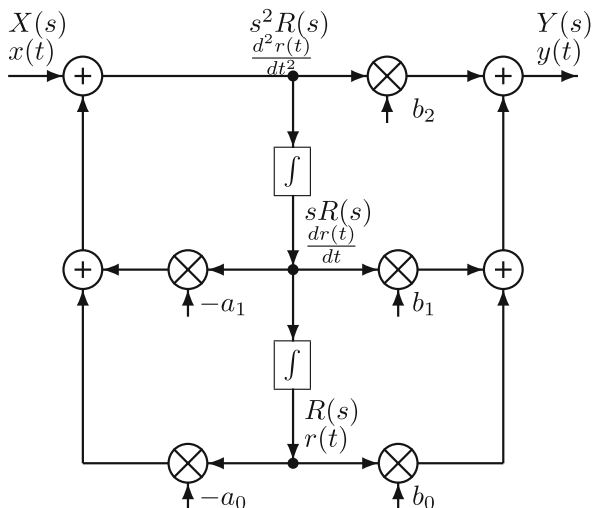 X(s)
x(t)
s²R(s)
d²r(t)
dt²
Y(s)
y(t)
+
+
b₂
∫
sR(s)
dr(t)
dt
+
+
−a₁
b₁
∫
R(s)
r(t)
−a₀
b₀